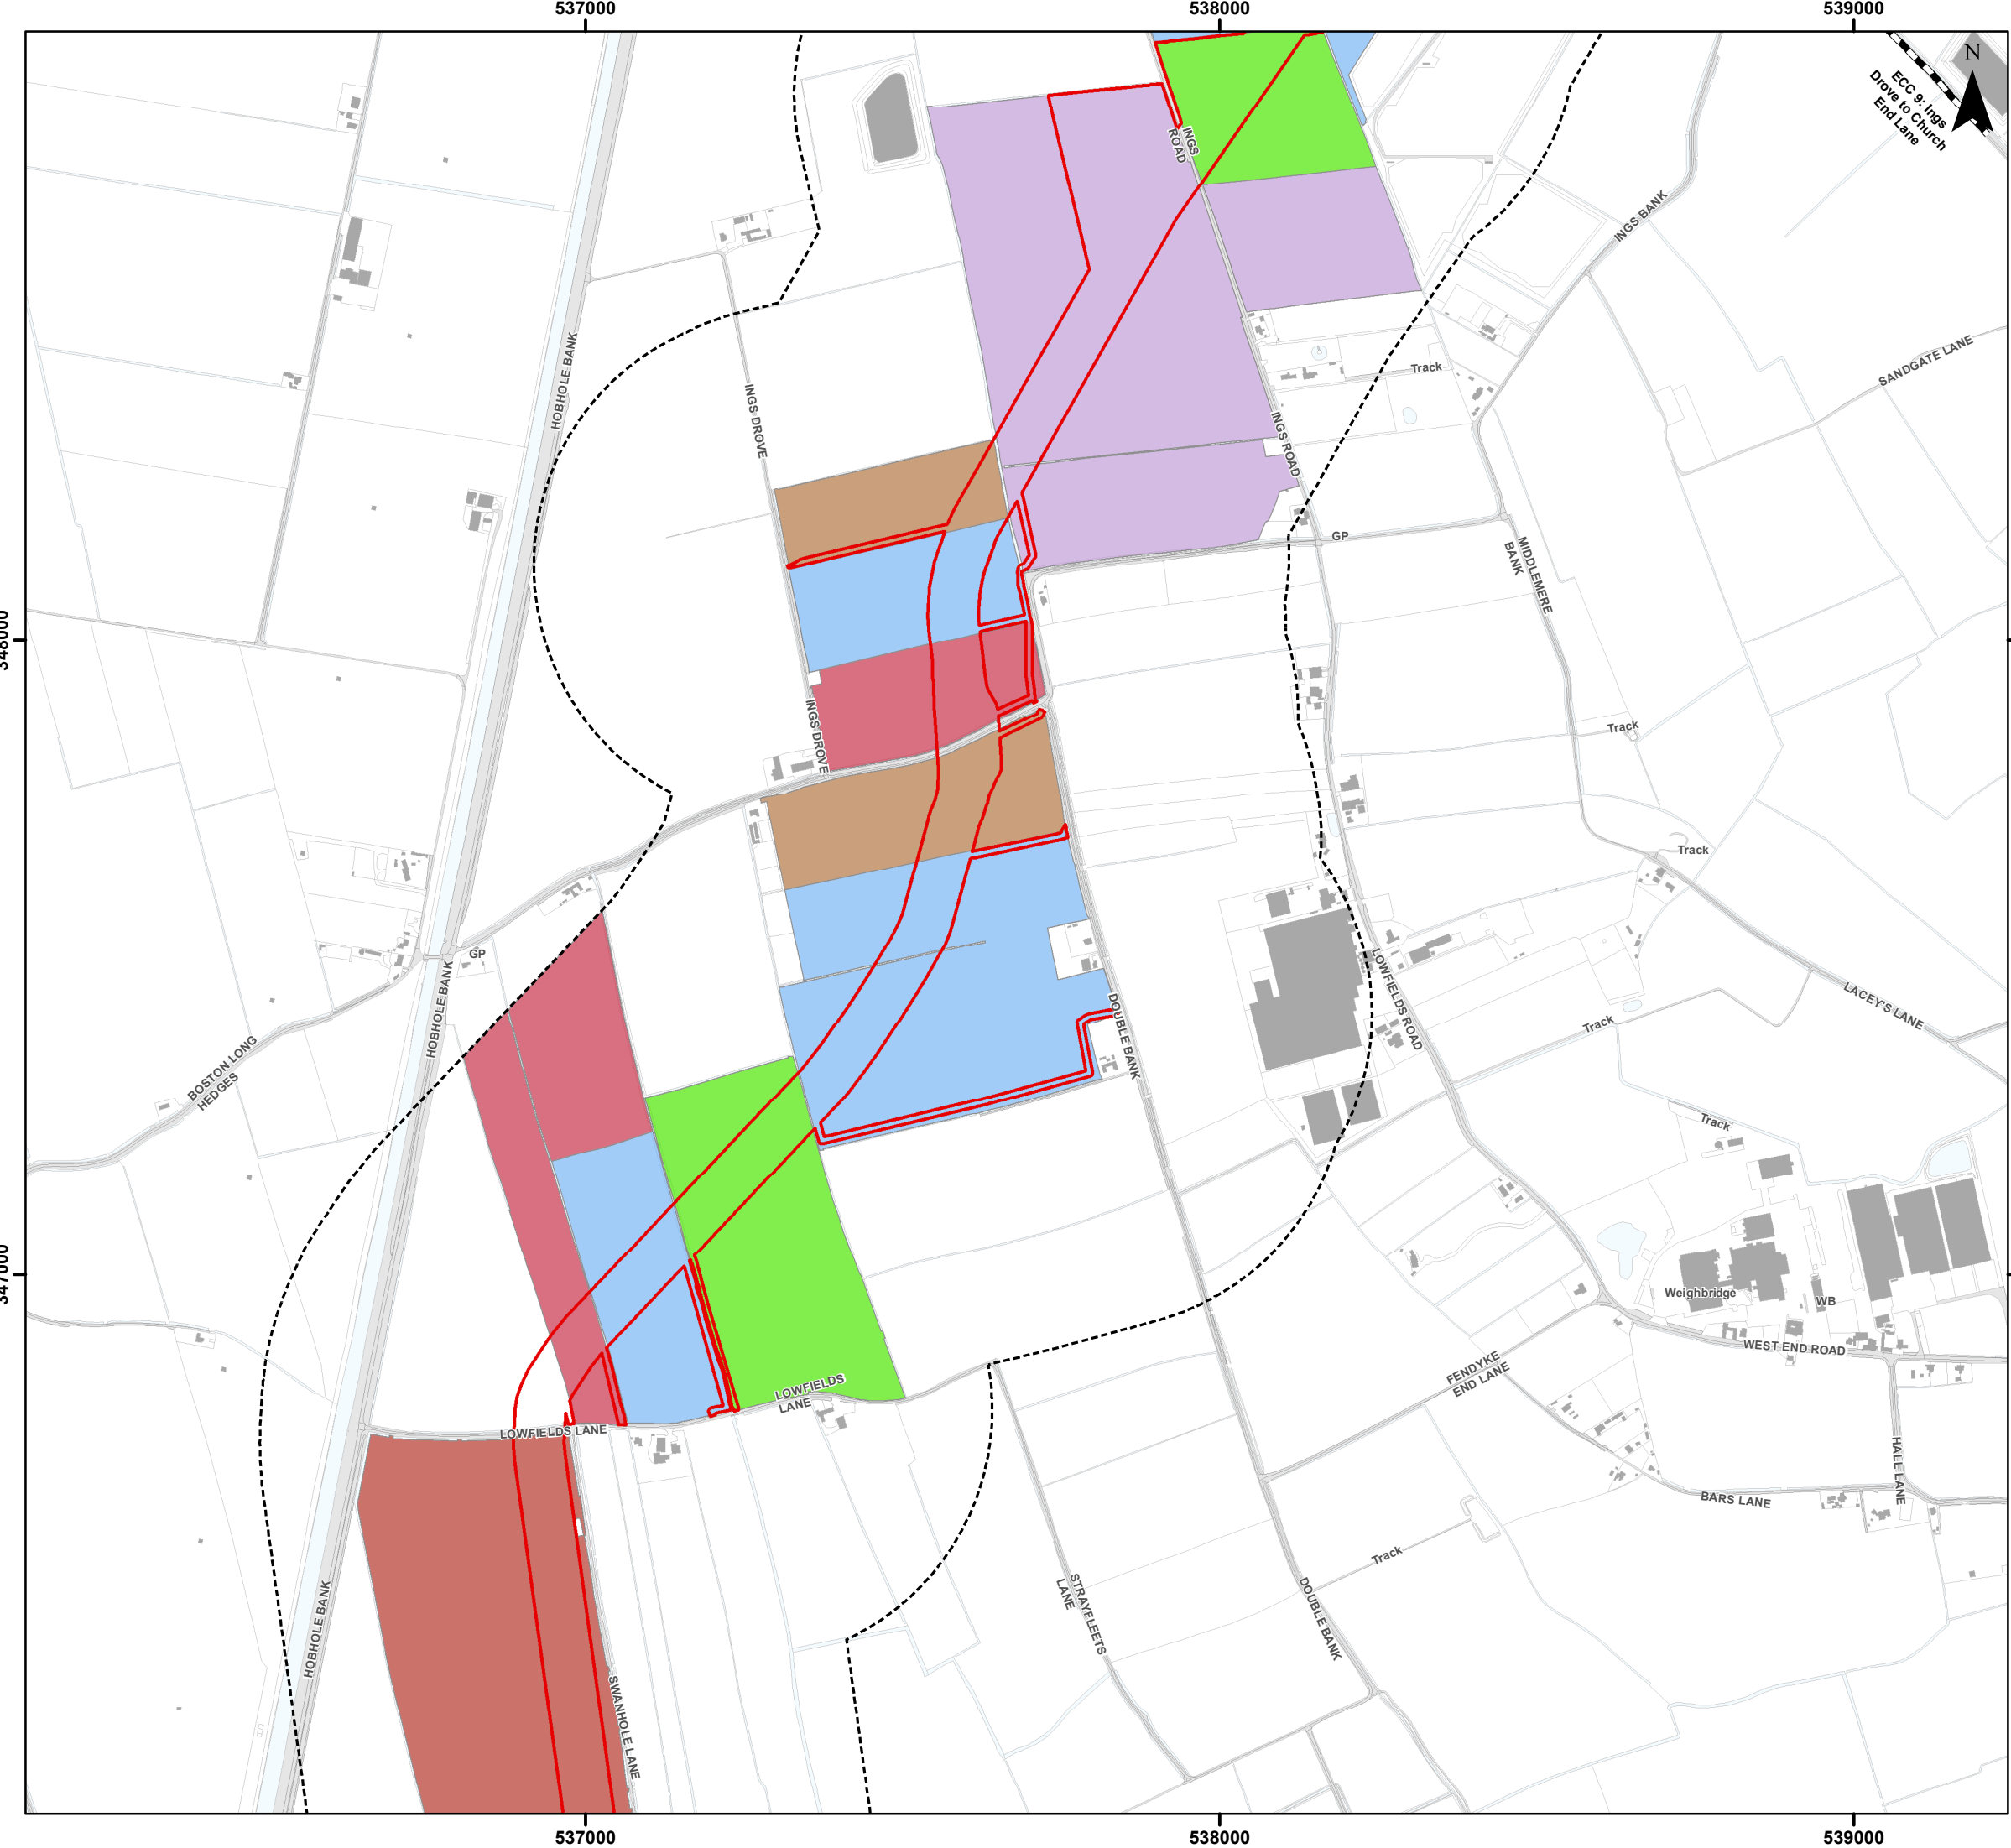 537000
538000
539000
N
ECC 9: Ings
Drove to Church
End Lane
INGS
ROAD
INGS BANK
HOBHOLE BANK
SANDGATE LANE
Track
INGS DROVE
INGS ROAD
GP
MIDDLEMERE
BANK
348000
348000
INGS DROVE
Track
Track
GP
LOWFIELDS ROAD
HOBHOLE BANK
DOUBLE BANK
LACEY'S LANE
Track
BOSTON LONG
HEDGES
Track
347000
Weighbridge
WB
WEST END ROAD
FENDYKE
END LANE
LOWFIELDS
LANE
LOWFIELDS LANE
HALL LANE
BARS LANE
Track
STRAYFLEETS
LANE
DOUBLE BANK
HOBHOLE BANK
SWANHOLE LANE
537000
538000
539000